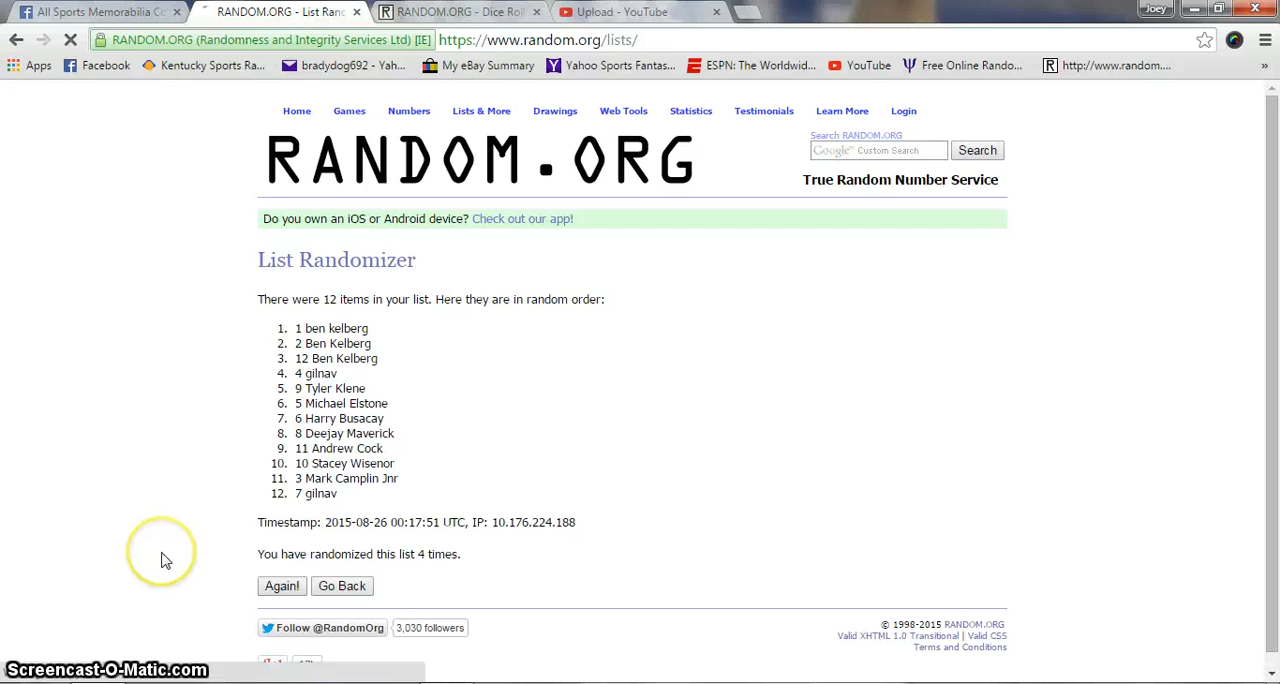 All Sports Memorabilia Co
RANDOM.ORG - List Ran
RANDOM.ORG - Dice Rol
Upload - YouTube
Joey
RANDOM.ORG (Randomness and Integrity Services Ltd) [IE]
https://www.random.org/lists/
Apps
Facebook
Kentucky Sports Ra...
bradydog692 - Yah...
My eBay Summary
Yahoo Sports Fantas...
ESPN: The Worldwid...
YouTube
Free Online Rando...
http://www.random....
»
Home
Games
Numbers
Lists & More
Drawings
Web Tools
Statistics
Testimonials
Learn More
Login
RANDOM.ORG
Search RANDOM.ORG
Google™ Custom Search
Search
True Random Number Service
Do you own an iOS or Android device? Check out our app!
List Randomizer
There were 12 items in your list. Here they are in random order:
1. 1 ben kelberg
2. 2 Ben Kelberg
3. 12 Ben Kelberg
4. 4 gilnav
5. 9 Tyler Klene
6. 5 Michael Elstone
7. 6 Harry Busacay
8. 8 Deejay Maverick
9. 11 Andrew Cock
10. 10 Stacey Wisenor
11. 3 Mark Camplin Jnr
12. 7 gilnav
Timestamp: 2015-08-26 00:17:51 UTC, IP: 10.176.224.188
You have randomized this list 4 times.
Again!
Go Back
Follow @RandomOrg
3,030 followers
© 1998-2015 RANDOM.ORG
Valid XHTML 1.0 Transitional | Valid CSS
Terms and Conditions
Screencast-O-Matic.com